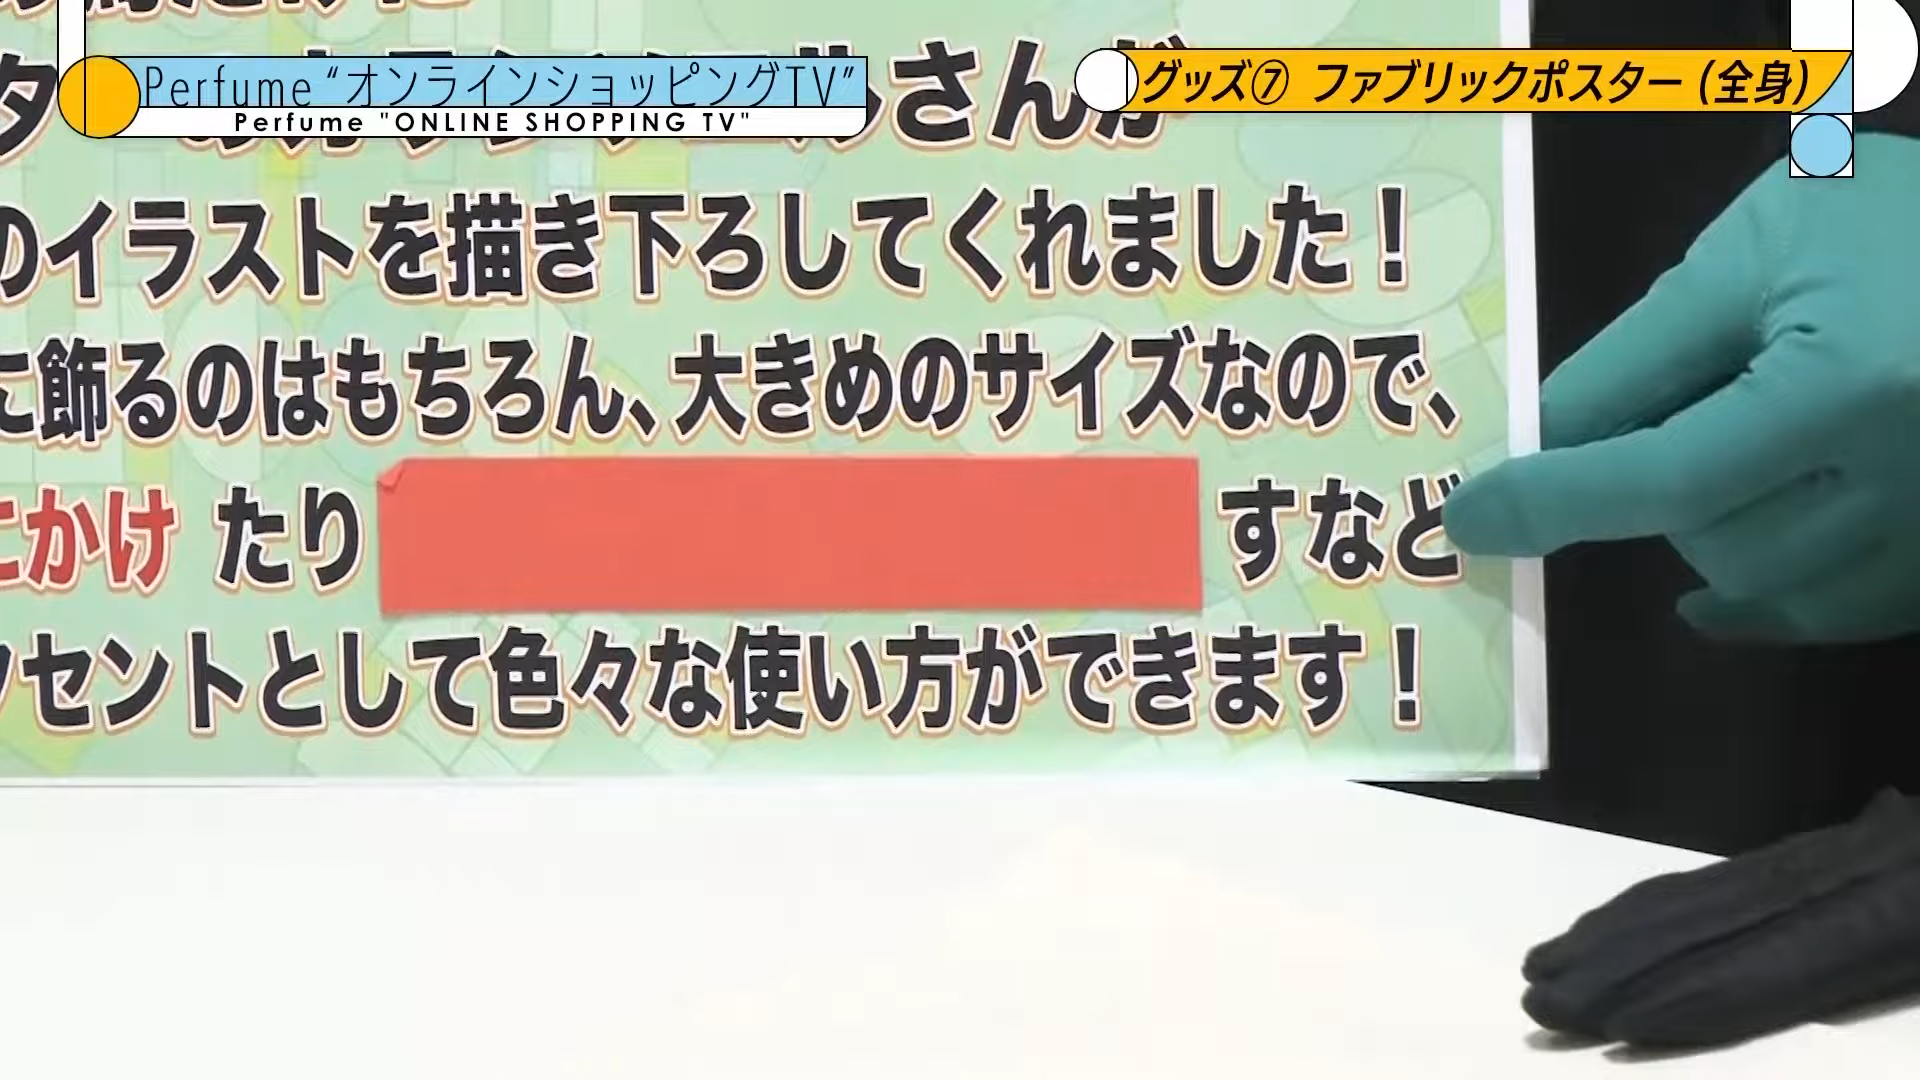 Perfume “オンラインショッピングTV”
Perfume "ONLINE SHOPPING TV"
グッズ⑦ ファブリックポスター (全身)
さんが
のイラストを描き下ろしてくれました！
に飾るのはもちろん、大きめのサイズなので、
にかけ たり すなど
クセントとして色々な使い方ができます！